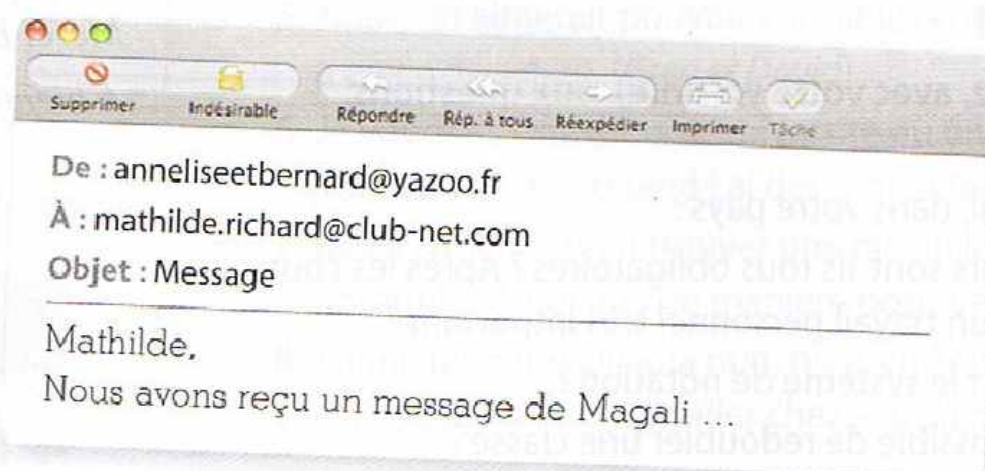 Supprimer Indésirable Répondre Rép. à tous Réexpédier Imprimer Tâche
De : anneliseetbernard@yazoo.fr
À : mathilde.richard@club-net.com
Objet : Message
Mathilde,
Nous avons reçu un message de Magali ...